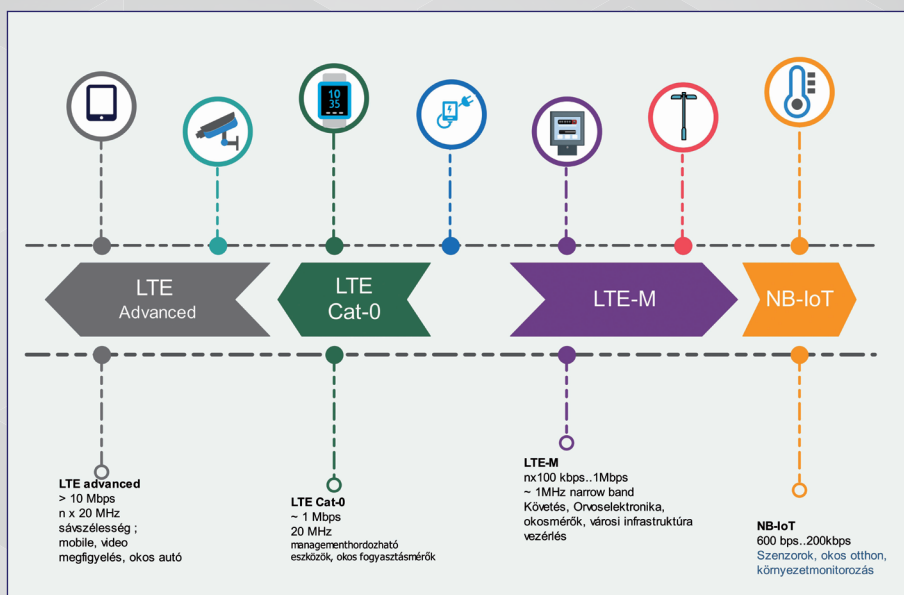 10
35
LTE
Advanced
LTE
Cat-0
LTE-M
NB-IoT
LTE advanced
> 10 Mbps
n x 20 MHz
sávszélesség ;
mobile, video
megfigyelés, okos autó
LTE Cat-0
~ 1 Mbps
20 MHz
managementhordozható
eszközök, okos fogyasztásmérők
LTE-M
nx100 kbps..1Mbps
~ 1MHz narrow band
Követés, Orvoselektronika,
okosmérők, városi infrastruktúra
vezérlés
NB-IoT
600 bps..200kbps
Szenzorok, okos otthon,
környezetmonitorozás